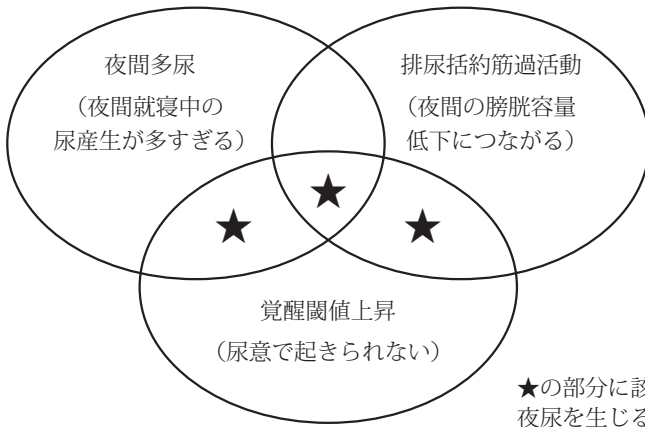 夜間多尿
（夜間就寝中の
尿産生が多すぎる）
排尿括約筋過活動
（夜間の膀胱容量
低下につながる）
★
★
★
覚醒閾値上昇
（尿意で起きられない）
★の部分に該
夜尿を生じる